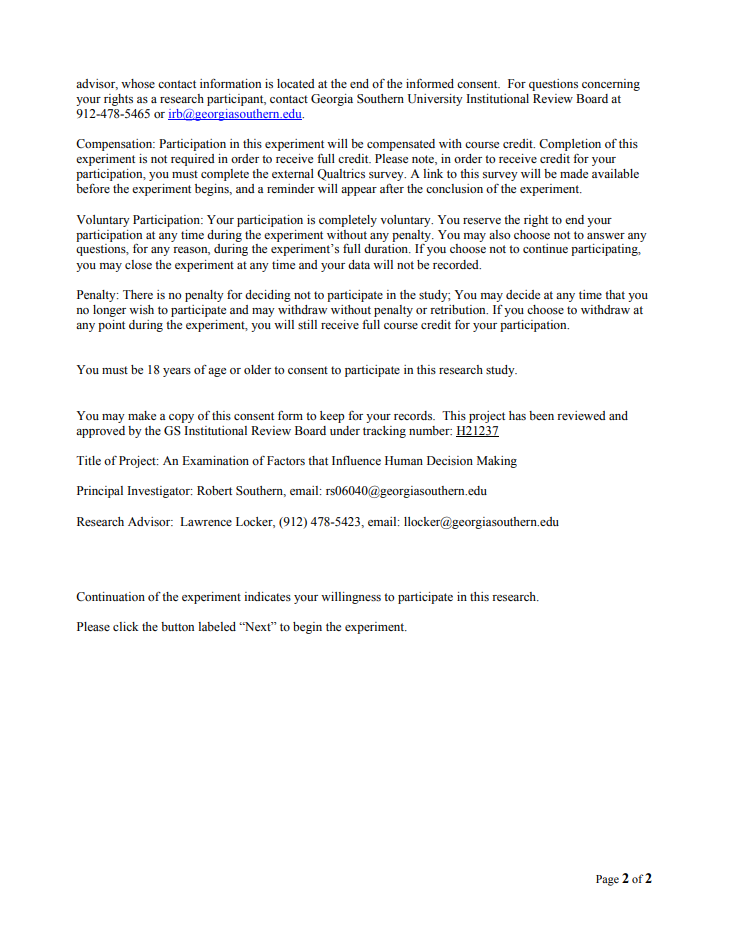 advisor, whose contact information is located at the end of the informed consent.  For questions concerning
your rights as a research participant, contact Georgia Southern University Institutional Review Board at
912-478-5465 or irb@georgiasouthern.edu.
Compensation: Participation in this experiment will be compensated with course credit. Completion of this
experiment is not required in order to receive full credit. Please note, in order to receive credit for your
participation, you must complete the external Qualtrics survey. A link to this survey will be made available
before the experiment begins, and a reminder will appear after the conclusion of the experiment.
Voluntary Participation: Your participation is completely voluntary. You reserve the right to end your
participation at any time during the experiment without any penalty. You may also choose not to answer any
questions, for any reason, during the experiment’s full duration. If you choose not to continue participating,
you may close the experiment at any time and your data will not be recorded.
Penalty: There is no penalty for deciding not to participate in the study; You may decide at any time that you
no longer wish to participate and may withdraw without penalty or retribution. If you choose to withdraw at
any point during the experiment, you will still receive full course credit for your participation.
You must be 18 years of age or older to consent to participate in this research study.
You may make a copy of this consent form to keep for your records.  This project has been reviewed and
approved by the GS Institutional Review Board under tracking number: H21237
Title of Project: An Examination of Factors that Influence Human Decision Making
Principal Investigator: Robert Southern, email: rs06040@georgiasouthern.edu
Research Advisor:  Lawrence Locker, (912) 478-5423, email: llocker@georgiasouthern.edu
Continuation of the experiment indicates your willingness to participate in this research.
Please click the button labeled “Next” to begin the experiment.
Page 2 of 2